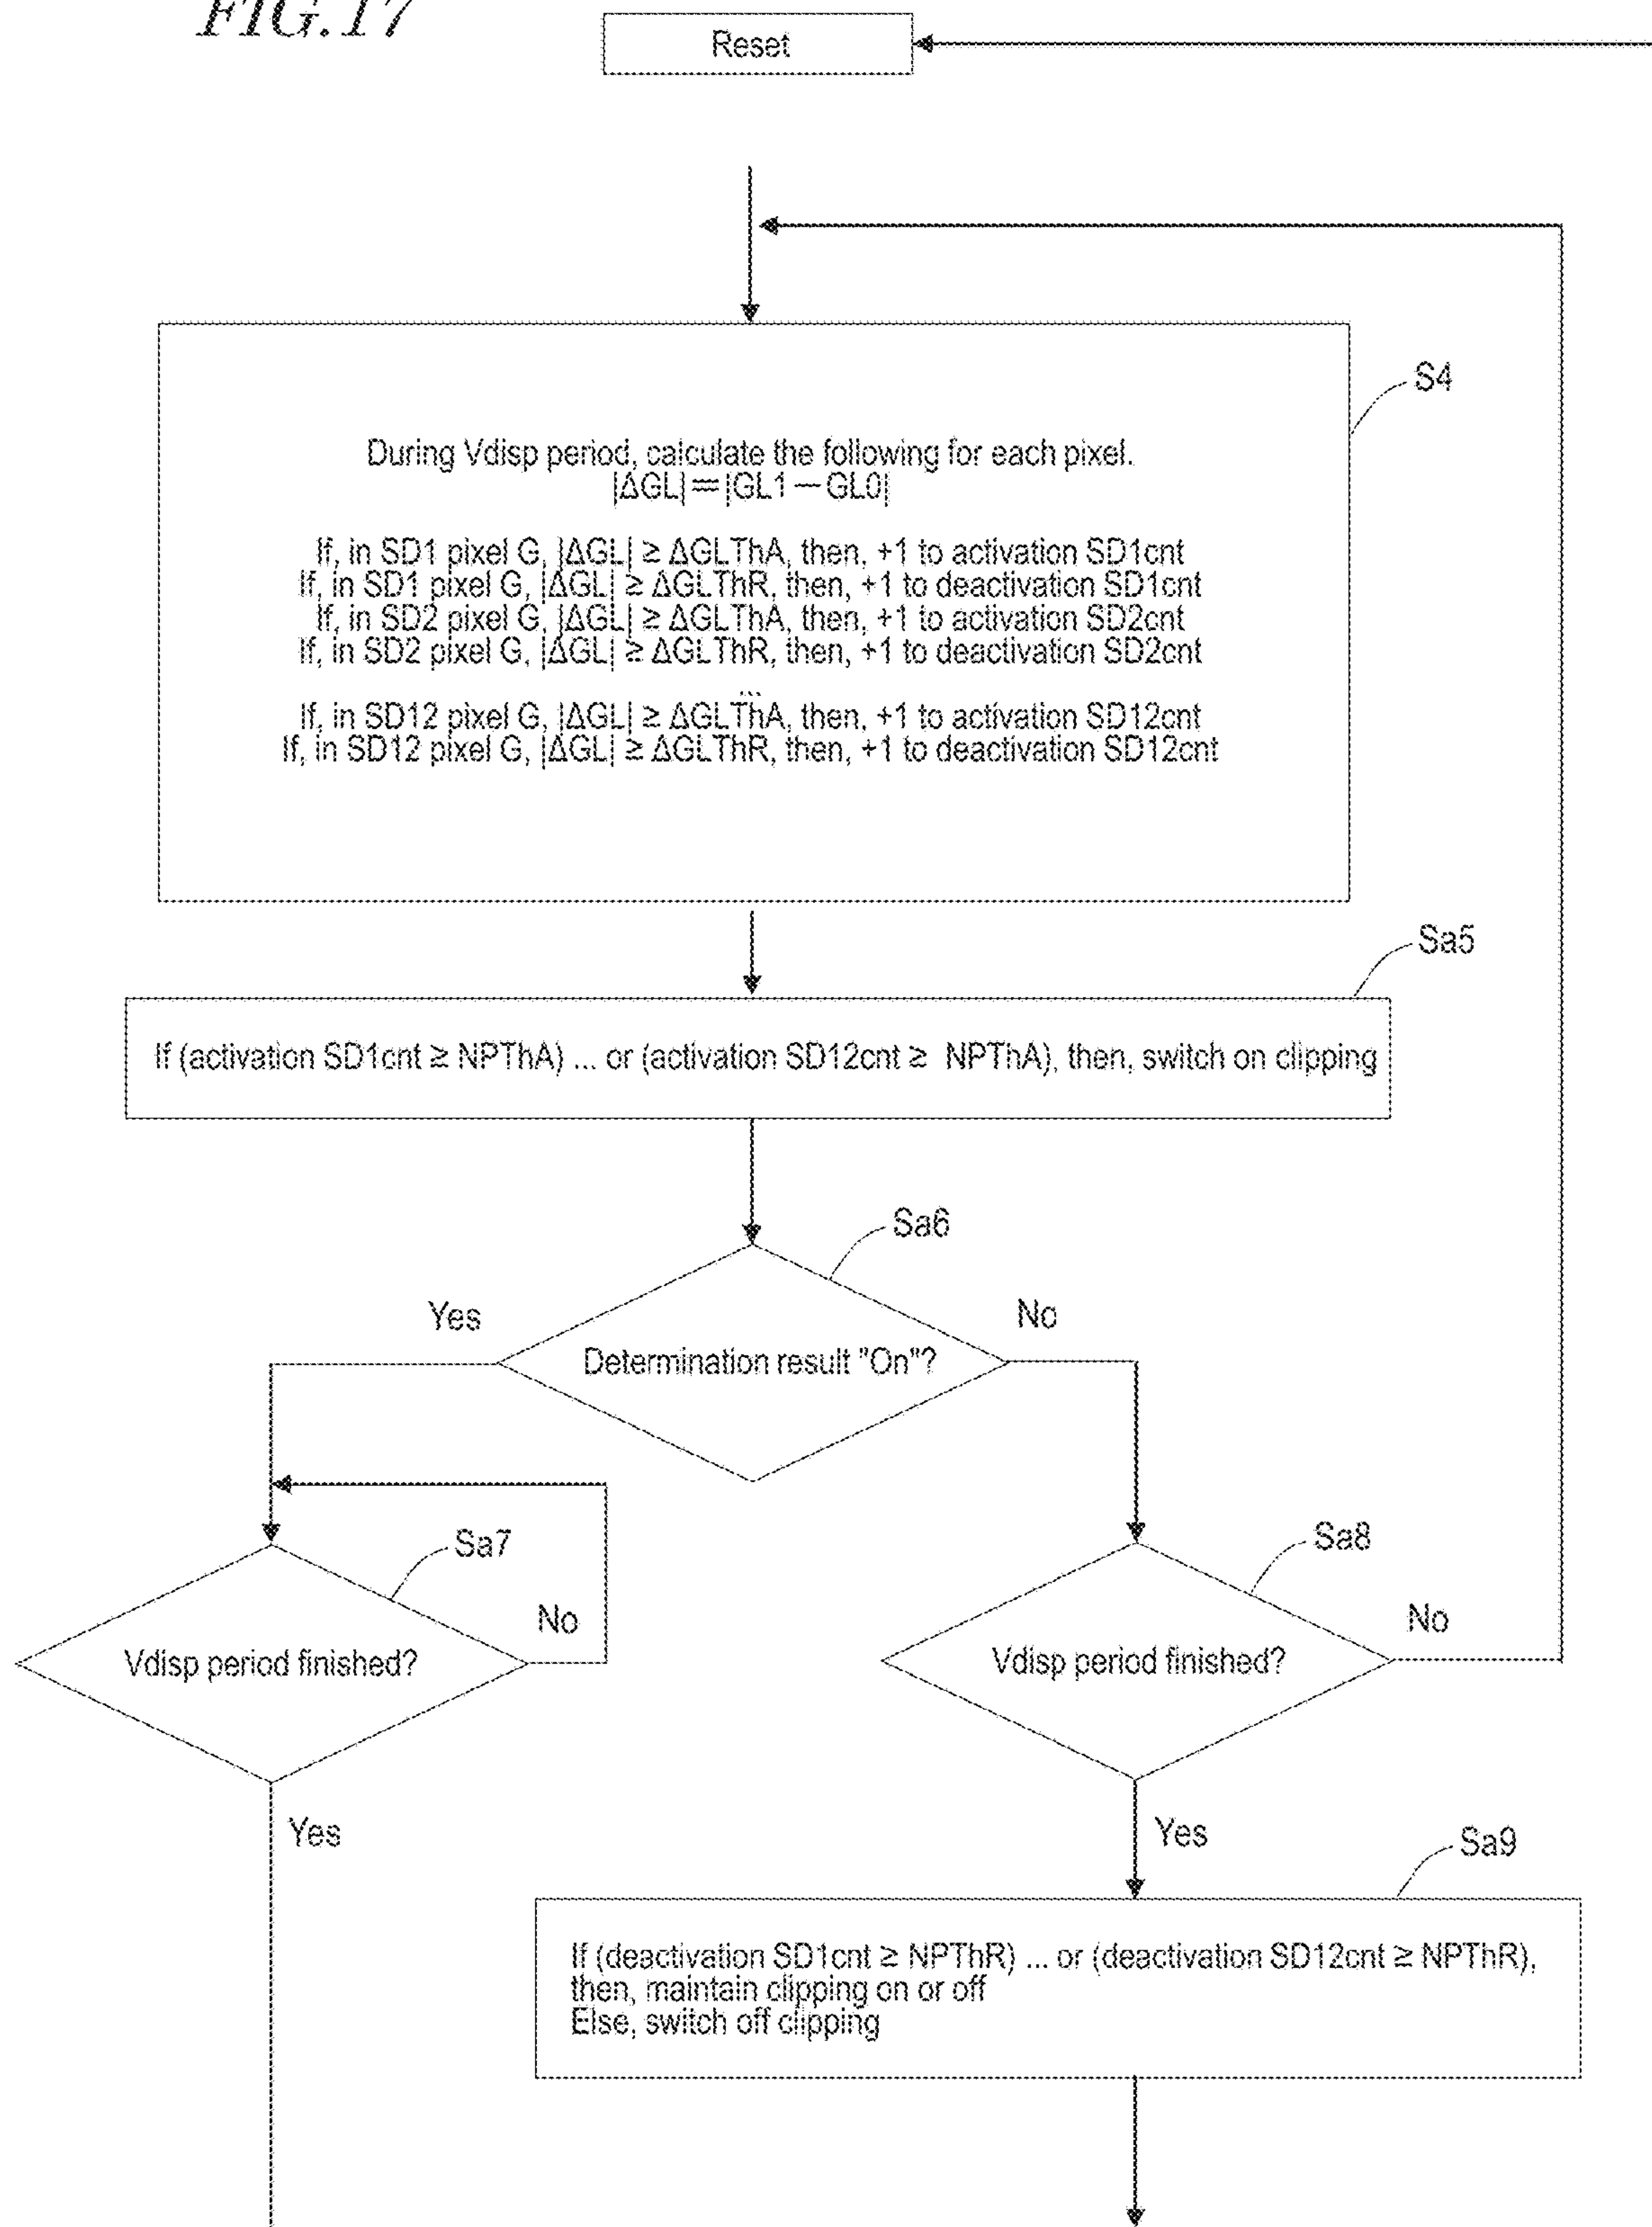 FIG.17
Reset
S4
During Vdisp period, calculate the following for each pixel.
|ΔGL|=|GL1−GL0|
If, in SD1 pixel G, |ΔGL| ≥ ΔGLThA, then, +1 to activation SD1cnt
If, in SD1 pixel G, |ΔGL| ≥ ΔGLThR, then, +1 to deactivation SD1cnt
If, in SD2 pixel G, |ΔGL| ≥ ΔGLThA, then, +1 to activation SD2cnt
If, in SD2 pixel G, |ΔGL| ≥ ΔGLThR, then, +1 to deactivation SD2cnt
...
If, in SD12 pixel G, |ΔGL| ≥ ΔGLThA, then, +1 to activation SD12cnt
If, in SD12 pixel G, |ΔGL| ≥ ΔGLThR, then, +1 to deactivation SD12cnt
Sa5
If (activation SD1cnt ≥ NPThA) ... or (activation SD12cnt ≥ NPThA), then, switch on clipping
Sa6
Yes
No
Determination result "On"?
Sa7
Sa8
No
No
Vdisp period finished?
Vdisp period finished?
Yes
Yes
Sa9
If (deactivation SD1cnt ≥ NPThR) ... or (deactivation SD12cnt ≥ NPThR),
then, maintain clipping on or off
Else, switch off clipping